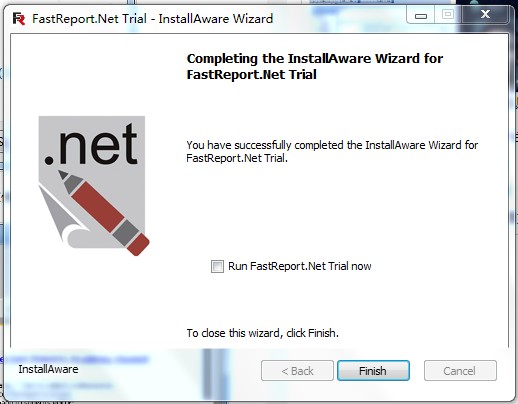 FastReport.Net Trial - InstallAware Wizard
Completing the InstallAware Wizard for
FastReport.Net Trial
.net
You have successfully completed the InstallAware Wizard for
FastReport.Net Trial.
Run FastReport.Net Trial now
To close this wizard, click Finish.
InstallAware
< Back
Finish
Cancel